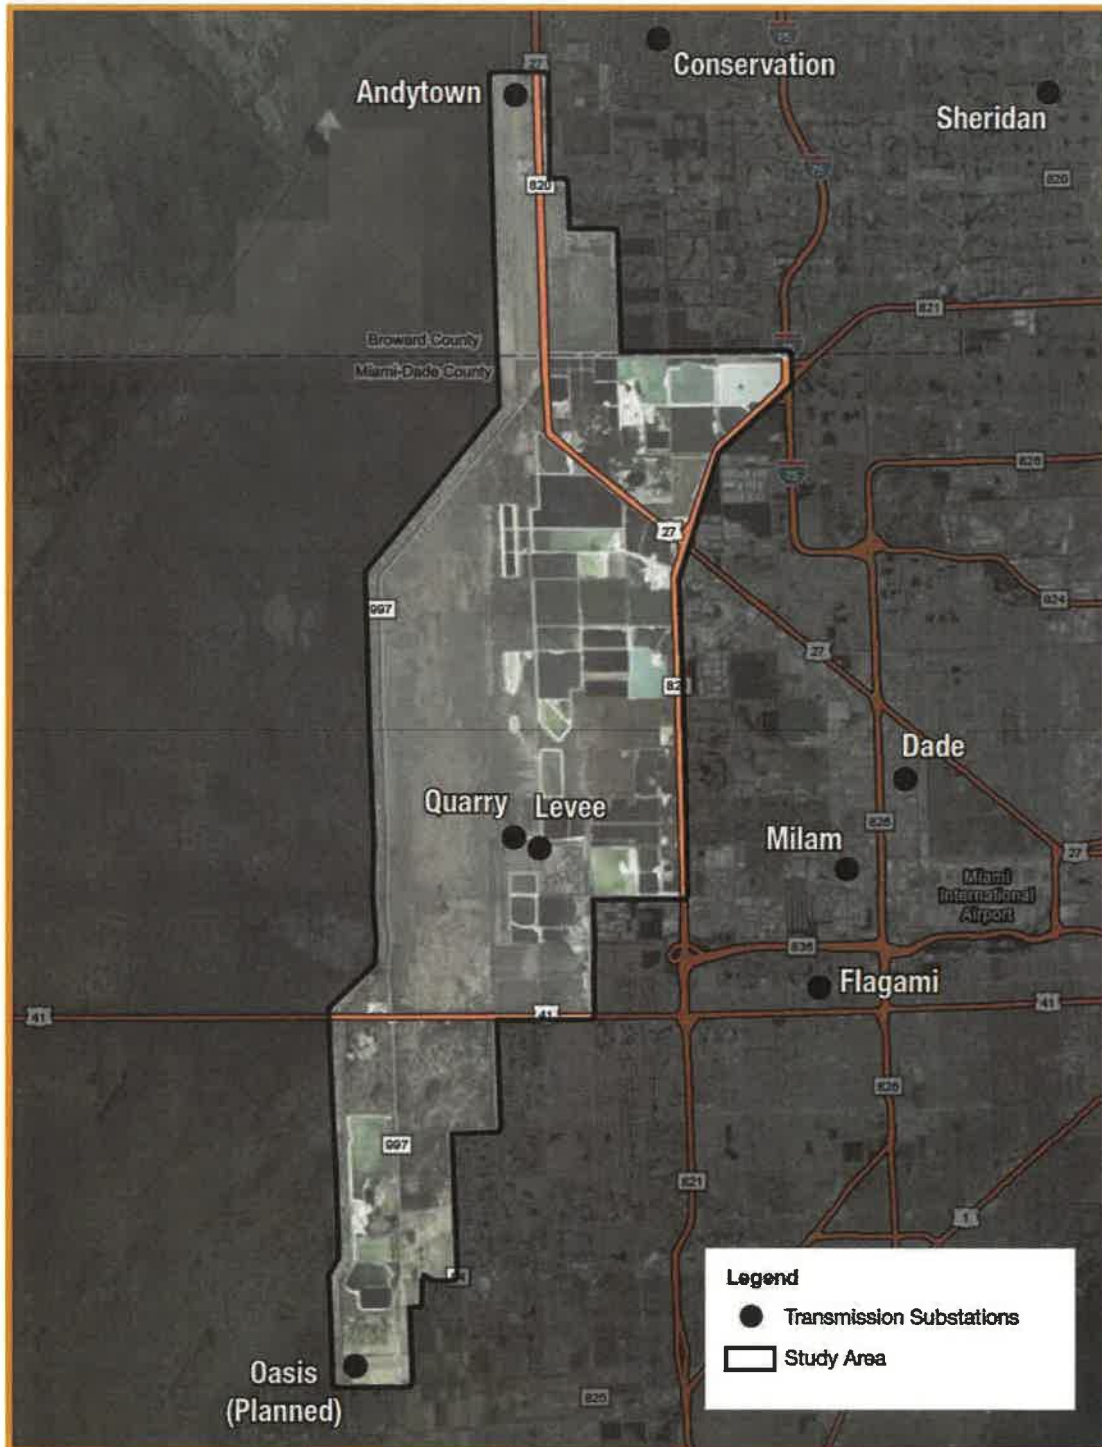 Conservation
75
27
Andytown
Sheridan
820
75
820
821
Broward County
Miami-Dade County
826
75
27
997
924
27
Dade
Quarry
Levee
826
Milam
27
Miami
International
Airport
836
Flagami
41
41
41
826
997
821
1
Legend
Transmission Substations
Study Area
Oasis
(Planned)
825